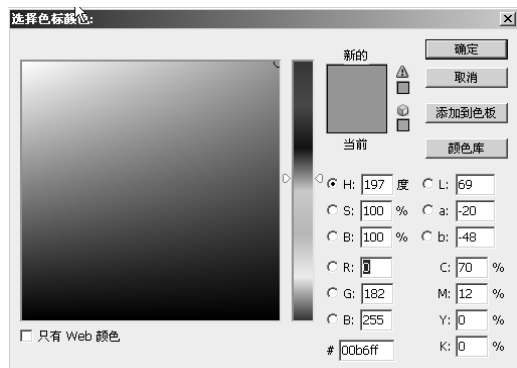 选择色标颜色:
新的
当前
确定
取消
添加到色板
颜色库
H: 197 度
S: 100 %
B: 100 %
R: 0
G: 182
B: 255
# 00b6ff
L: 69
a: -20
b: -48
C: 70 %
M: 12 %
Y: 0 %
K: 0 %
只有 Web 颜色